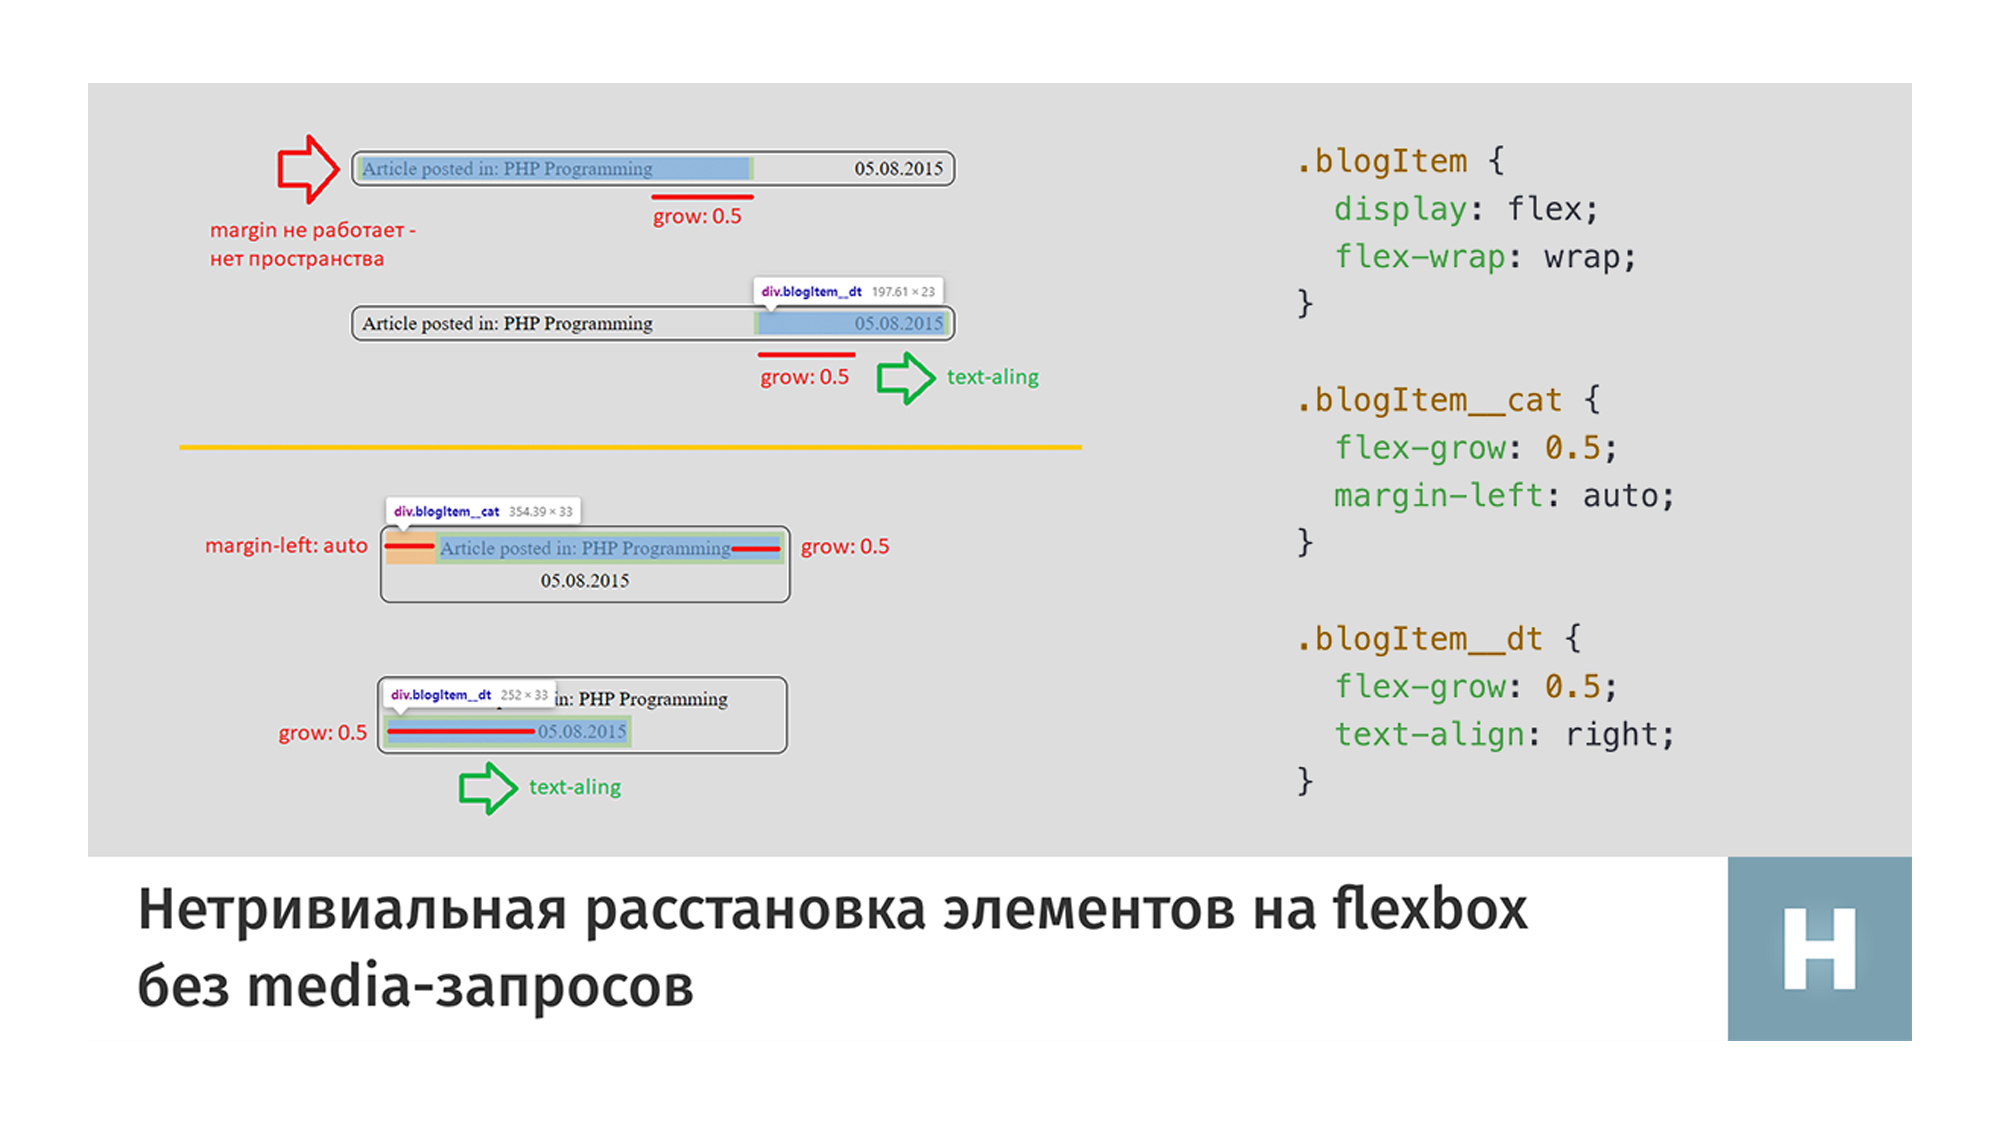 Article posted in: PHP Programming 05.08.2015
grow: 0.5
margin не работает -
нет пространства
div.blogItem__dt 197.61 × 23
Article posted in: PHP Programming 05.08.2015
grow: 0.5
text-aling
div.blogItem__cat 354.39 × 33
margin-left: auto
Article posted in: PHP Programming
grow: 0.5
05.08.2015
div.blogItem__dt 252 × 33
in: PHP Programming
grow: 0.5
05.08.2015
text-aling
.blogItem {
display: flex;
flex-wrap: wrap;
}
.blogItem__cat {
flex-grow: 0.5;
margin-left: auto;
}
.blogItem__dt {
flex-grow: 0.5;
text-align: right;
}
Нетривиальная расстановка элементов на flexbox
без media-запросов
H